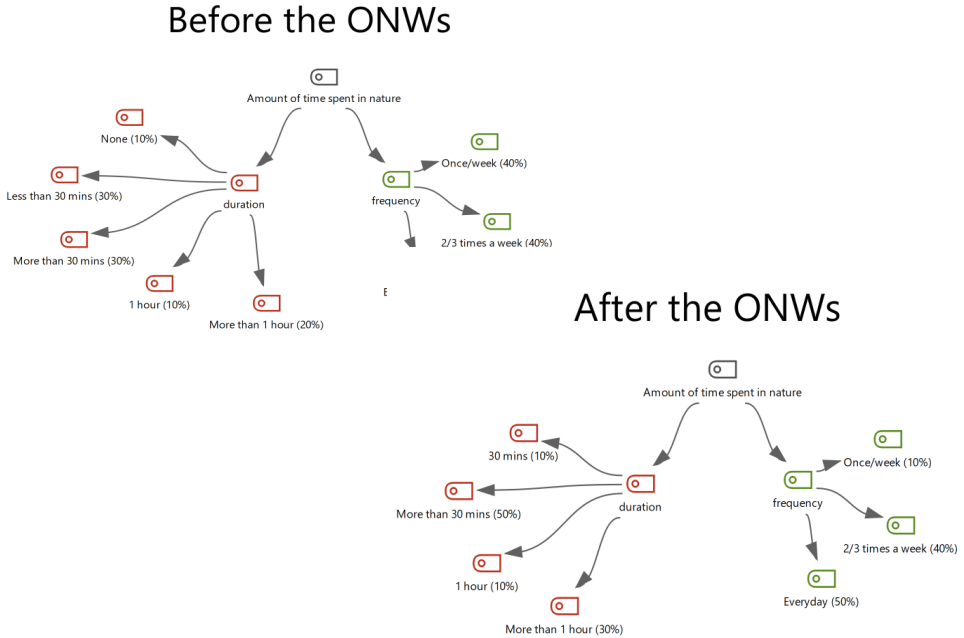 Before the ONWs
Amount of time spent in nature
None (10%)
Once/week (40%)
Less than 30 mins (30%)
duration
frequency
2/3 times a week (40%)
More than 30 mins (30%)
1 hour (10%)
E
More than 1 hour (20%)
After the ONWs
Amount of time spent in nature
30 mins (10%)
Once/week (10%)
More than 30 mins (50%)
duration
frequency
2/3 times a week (40%)
1 hour (10%)
Everyday (50%)
More than 1 hour (30%)